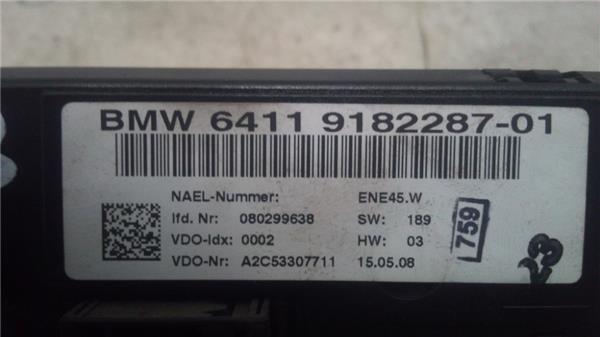 BMW 6411 9182287-01
NAEL-Nummer: ENE45.W
lfd. Nr: 080299638 SW: 189
VDO-Idx: 0002 HW: 03
VDO-Nr: A2C53307711 15.05.08
759
23